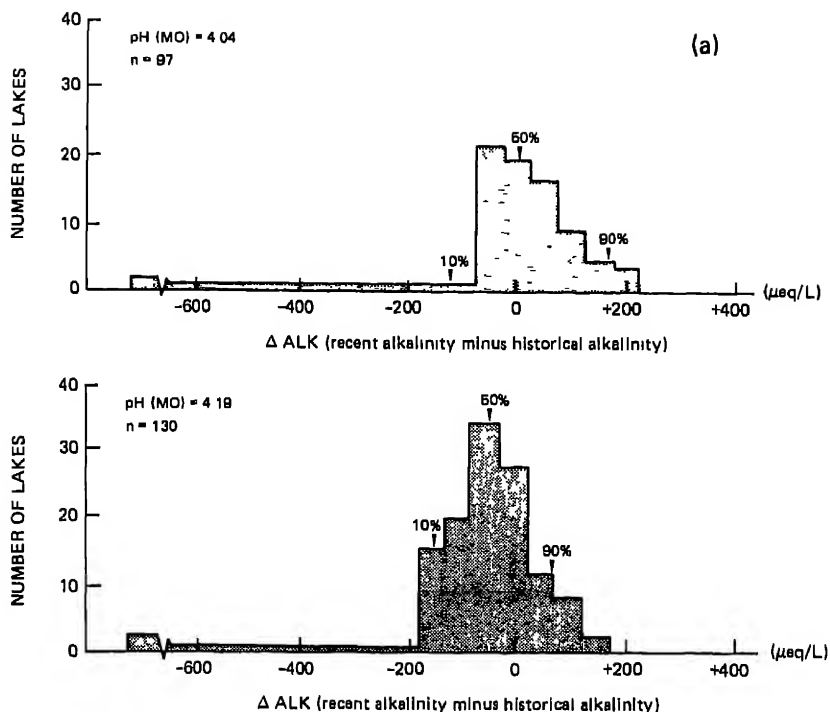 40
30
20
10
0
NUMBER OF LAKES
pH (MO) = 4 04
n = 97
(a)
10%
50%
90%
-600
-400
-200
0
+200
+400
(μeq/L)
Δ ALK (recent alkalinity minus historical alkalinity)
40
30
20
10
0
NUMBER OF LAKES
pH (MO) = 4 19
n = 130
10%
50%
90%
-600
-400
-200
0
+200
+400
(μeq/L)
Δ ALK (recent alkalinity minus historical alkalinity)